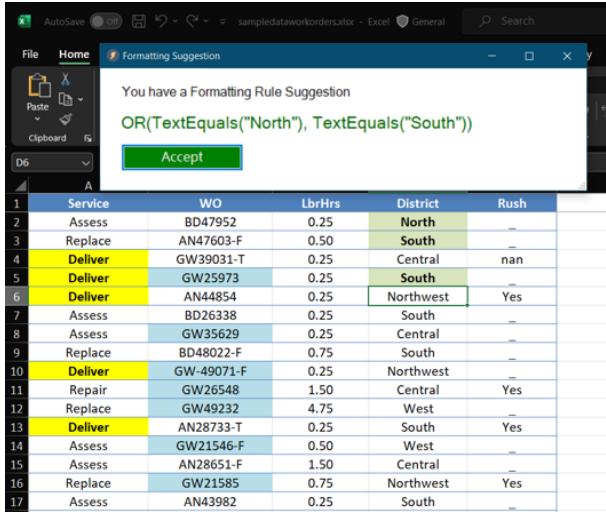 AutoSave Off sampledataworkorders.xlsx - Excel General Search
File Home Formatting Suggestion
You have a Formatting Rule Suggestion
OR(TextEquals("North"), TextEquals("South"))
Accept
Paste
Clipboard
D6
A
1 Service WO LbrHrs District Rush
2 Assess BD47952 0.25 North _
3 Replace AN47603-F 0.50 South _
4 Deliver GW39031-T 0.25 Central nan
5 Deliver GW25973 0.25 South _
6 Deliver AN44854 0.25 Northwest Yes
7 Assess BD26338 0.25 South _
8 Assess GW35629 0.25 Central _
9 Replace BD48022-F 0.75 South _
10 Deliver GW-49071-F 0.25 Northwest _
11 Repair GW26548 1.50 Central Yes
12 Replace GW49232 4.75 West _
13 Deliver AN28733-T 0.25 South Yes
14 Assess GW21546-F 0.50 West _
15 Assess AN28651-F 1.50 Central _
16 Replace GW21585 0.75 Northwest Yes
17 Assess AN43982 0.25 South _